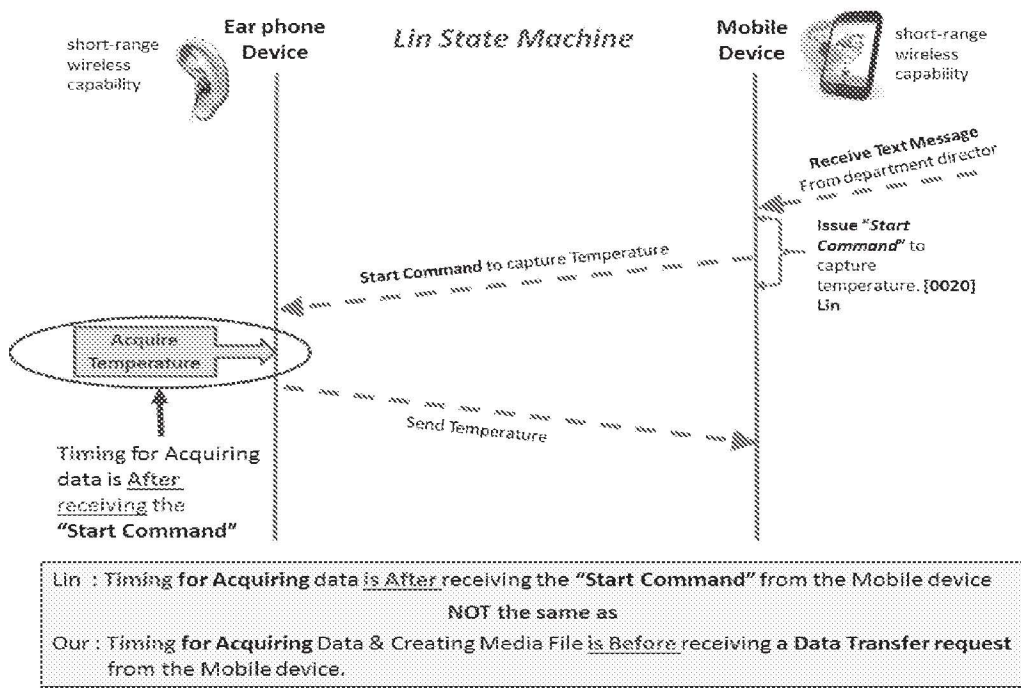 short-range
wireless
capability
Ear phone
Device
Lin State Machine
Mobile
Device
short-range
wireless
capability
Receive Text Message
From department director
Issue "Start
Command" to
capture
temperature. [0020]
Lin
Start Command to capture Temperature
Acquire
Temperature
Send Temperature
Timing for Acquiring
data is After
receiving the
"Start Command"
Lin : Timing for Acquiring data is After receiving the "Start Command" from the Mobile device
NOT the same as
Our : Timing for Acquiring Data & Creating Media File is Before receiving a Data Transfer request
from the Mobile device.